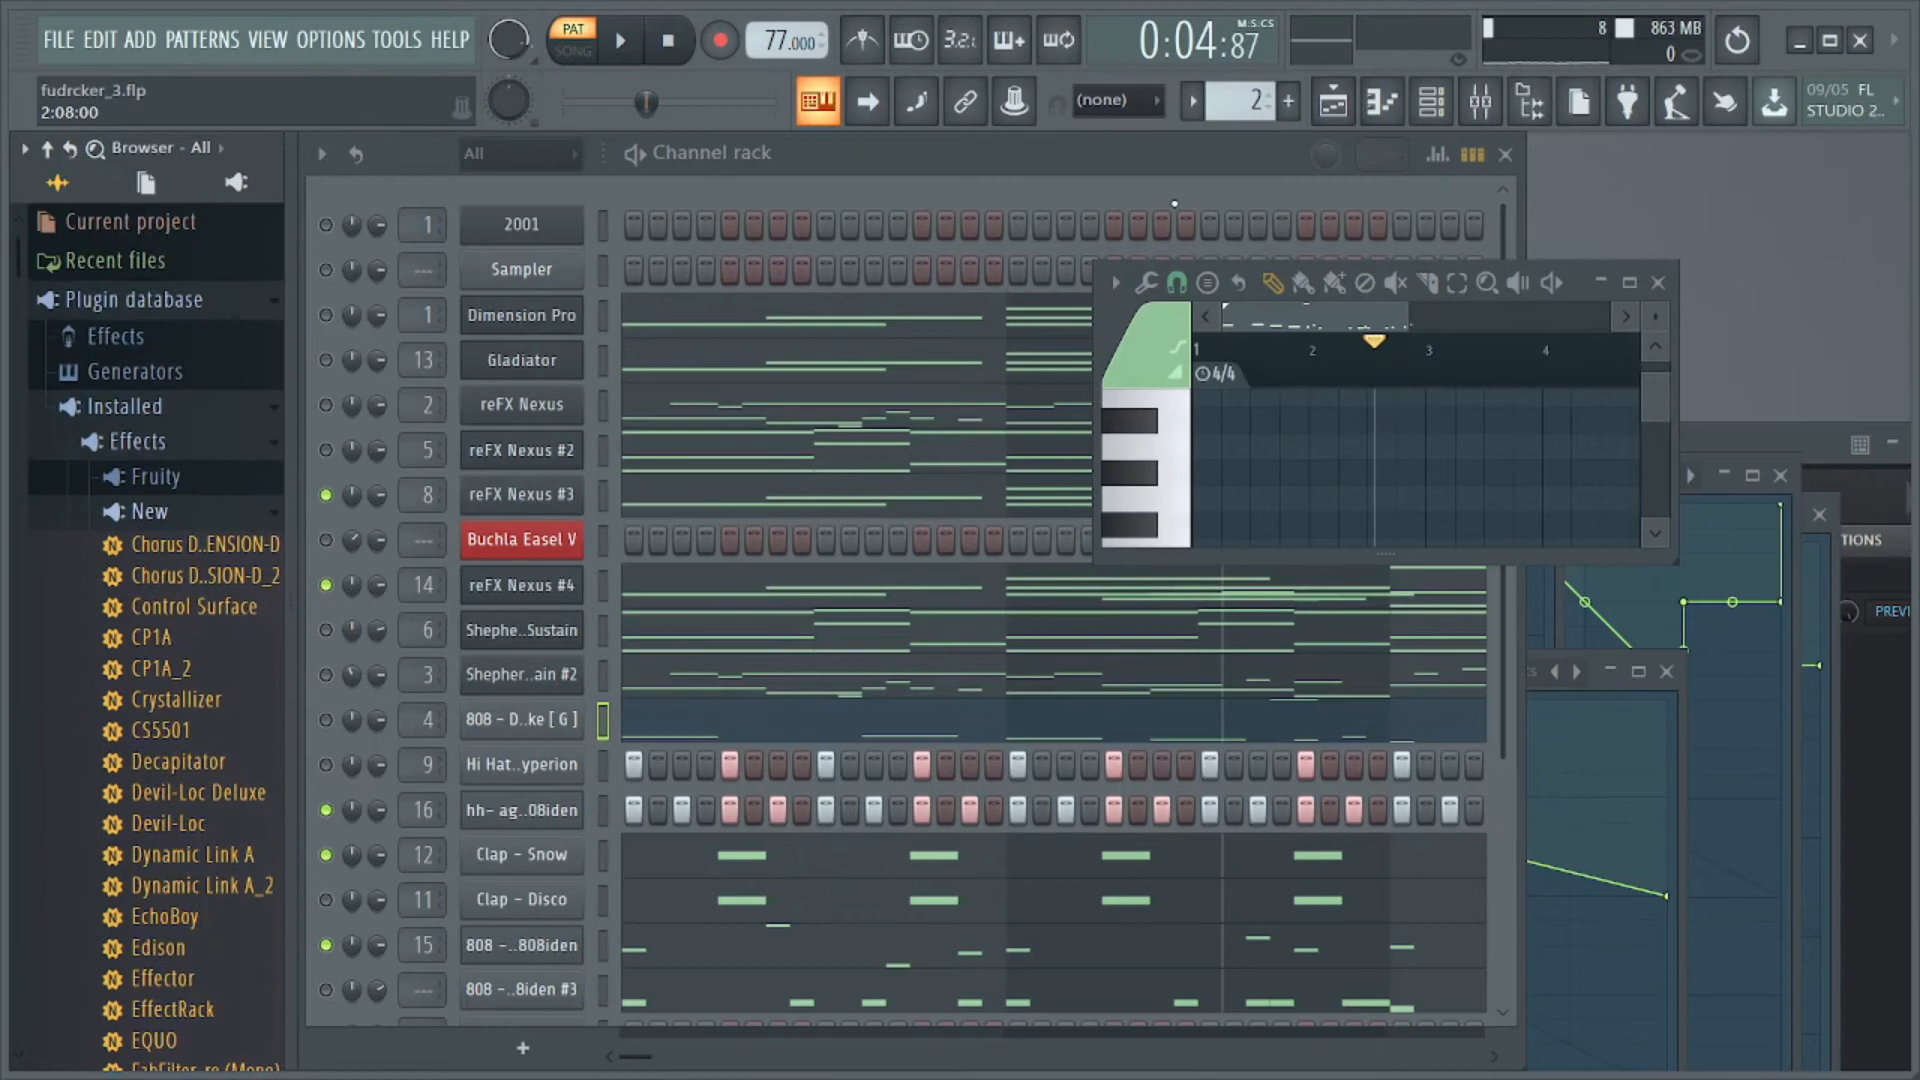 FILE EDIT ADD PATTERNS VIEW OPTIONS TOOLS HELP
PAT
SONG
77.000
3.2.
0:04:87
M:S:CS
8
863 MB
0
fudrcker_3.flp
2:08:00
(none)
2
09/05 FL
STUDIO 2..
Browser - All
All
Channel rack
Current project
Recent files
Plugin database
Effects
Generators
Installed
Effects
Fruity
New
Chorus D..ENSION-D
Chorus D..SION-D_2
Control Surface
CP1A
CP1A_2
Crystallizer
CS5501
Decapitator
Devil-Loc Deluxe
Devil-Loc
Dynamic Link A
Dynamic Link A_2
EchoBoy
Edison
Effector
EffectRack
EQUO
1 2001
--- Sampler
1 Dimension Pro
13 Gladiator
2 reFX Nexus
5 reFX Nexus #2
8 reFX Nexus #3
--- Buchla Easel V
14 reFX Nexus #4
6 Shephe..Sustain
3 Shepher..ain #2
4 808 - D..ke [ G ]
9 Hi Hat..yperion
16 hh- ag..08iden
12 Clap - Snow
11 Clap - Disco
15 808 -..808iden
--- 808 -..8iden #3
+
1 2 3 4
4/4
TIONS
PREVI